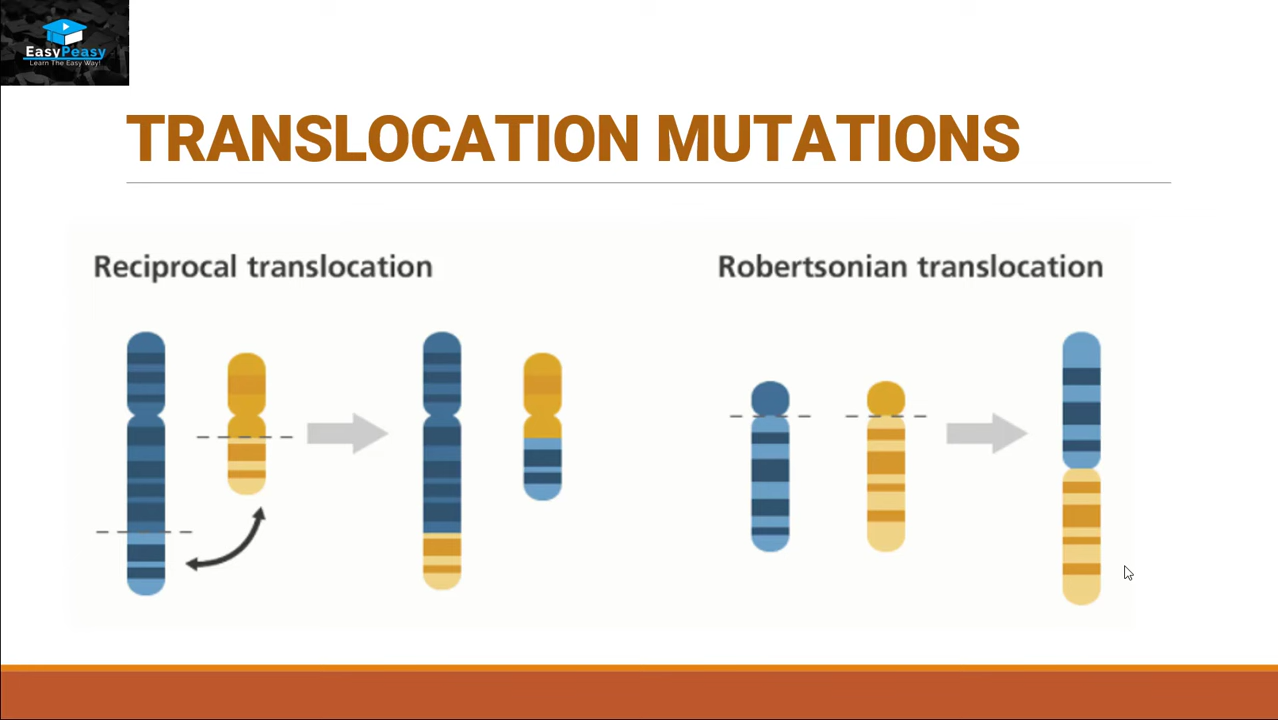 EasyPeasy
Learn The Easy Way!
TRANSLOCATION MUTATIONS
Reciprocal translocation
Robertsonian translocation